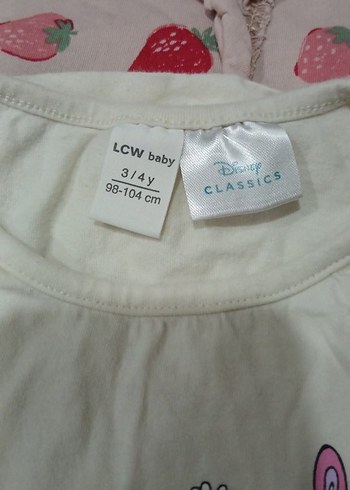 LCW baby
3 / 4 y
98-104 cm
Disney
CLASSICS